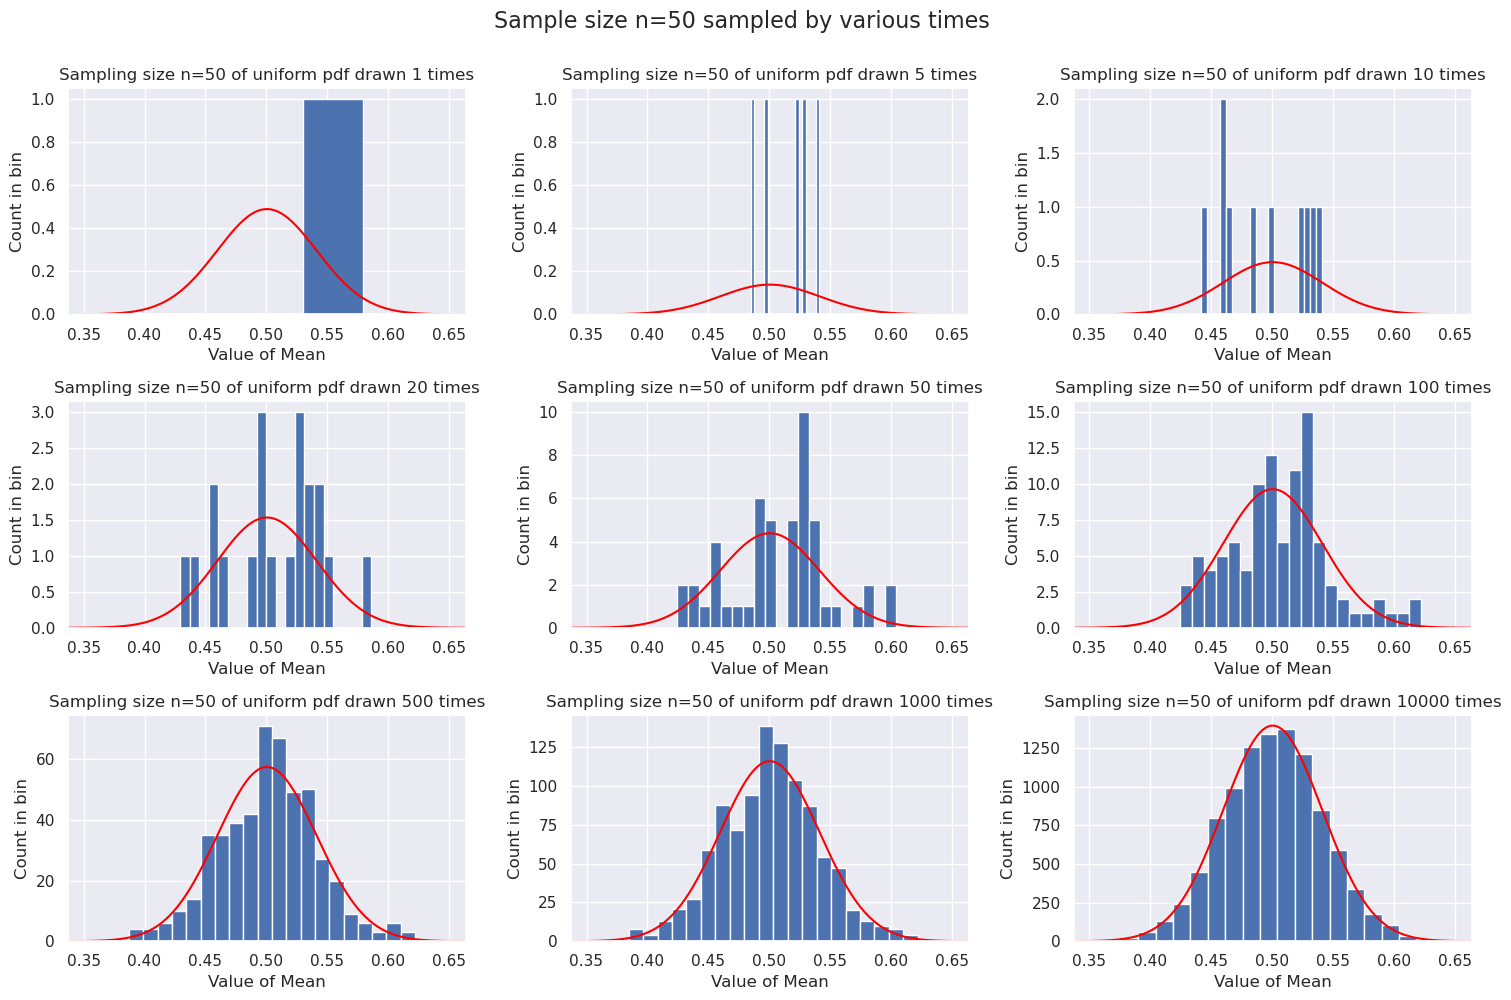 Sample size n=50 sampled by various times
Sampling size n=50 of uniform pdf drawn 1 times
Count in bin
1.0
0.8
0.6
0.4
0.2
0.0
0.35 0.40 0.45 0.50 0.55 0.60 0.65
Value of Mean
Sampling size n=50 of uniform pdf drawn 5 times
Count in bin
1.0
0.8
0.6
0.4
0.2
0.0
0.35 0.40 0.45 0.50 0.55 0.60 0.65
Value of Mean
Sampling size n=50 of uniform pdf drawn 10 times
Count in bin
2.0
1.5
1.0
0.5
0.0
0.35 0.40 0.45 0.50 0.55 0.60 0.65
Value of Mean
Sampling size n=50 of uniform pdf drawn 20 times
Count in bin
3.0
2.5
2.0
1.5
1.0
0.5
0.0
0.35 0.40 0.45 0.50 0.55 0.60 0.65
Value of Mean
Sampling size n=50 of uniform pdf drawn 50 times
Count in bin
10
8
6
4
2
0
0.35 0.40 0.45 0.50 0.55 0.60 0.65
Value of Mean
Sampling size n=50 of uniform pdf drawn 100 times
Count in bin
15.0
12.5
10.0
7.5
5.0
2.5
0.0
0.35 0.40 0.45 0.50 0.55 0.60 0.65
Value of Mean
Sampling size n=50 of uniform pdf drawn 500 times
Count in bin
60
40
20
0
0.35 0.40 0.45 0.50 0.55 0.60 0.65
Value of Mean
Sampling size n=50 of uniform pdf drawn 1000 times
Count in bin
125
100
75
50
25
0
0.35 0.40 0.45 0.50 0.55 0.60 0.65
Value of Mean
Sampling size n=50 of uniform pdf drawn 10000 times
Count in bin
1250
1000
750
500
250
0
0.35 0.40 0.45 0.50 0.55 0.60 0.65
Value of Mean